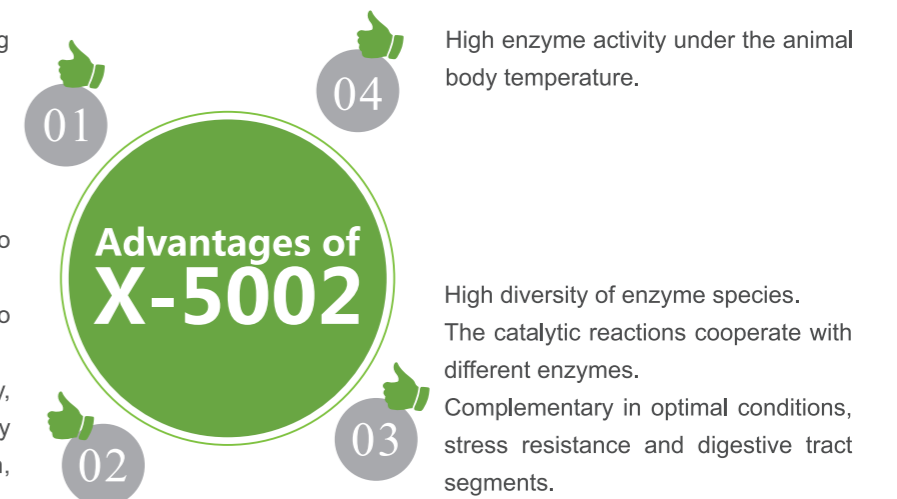 01
04
High enzyme activity under the animal
body temperature.
Advantages of
X-5002
High diversity of enzyme species.
The catalytic reactions cooperate with
different enzymes.
Complementary in optimal conditions,
stress resistance and digestive tract
segments.
02
03